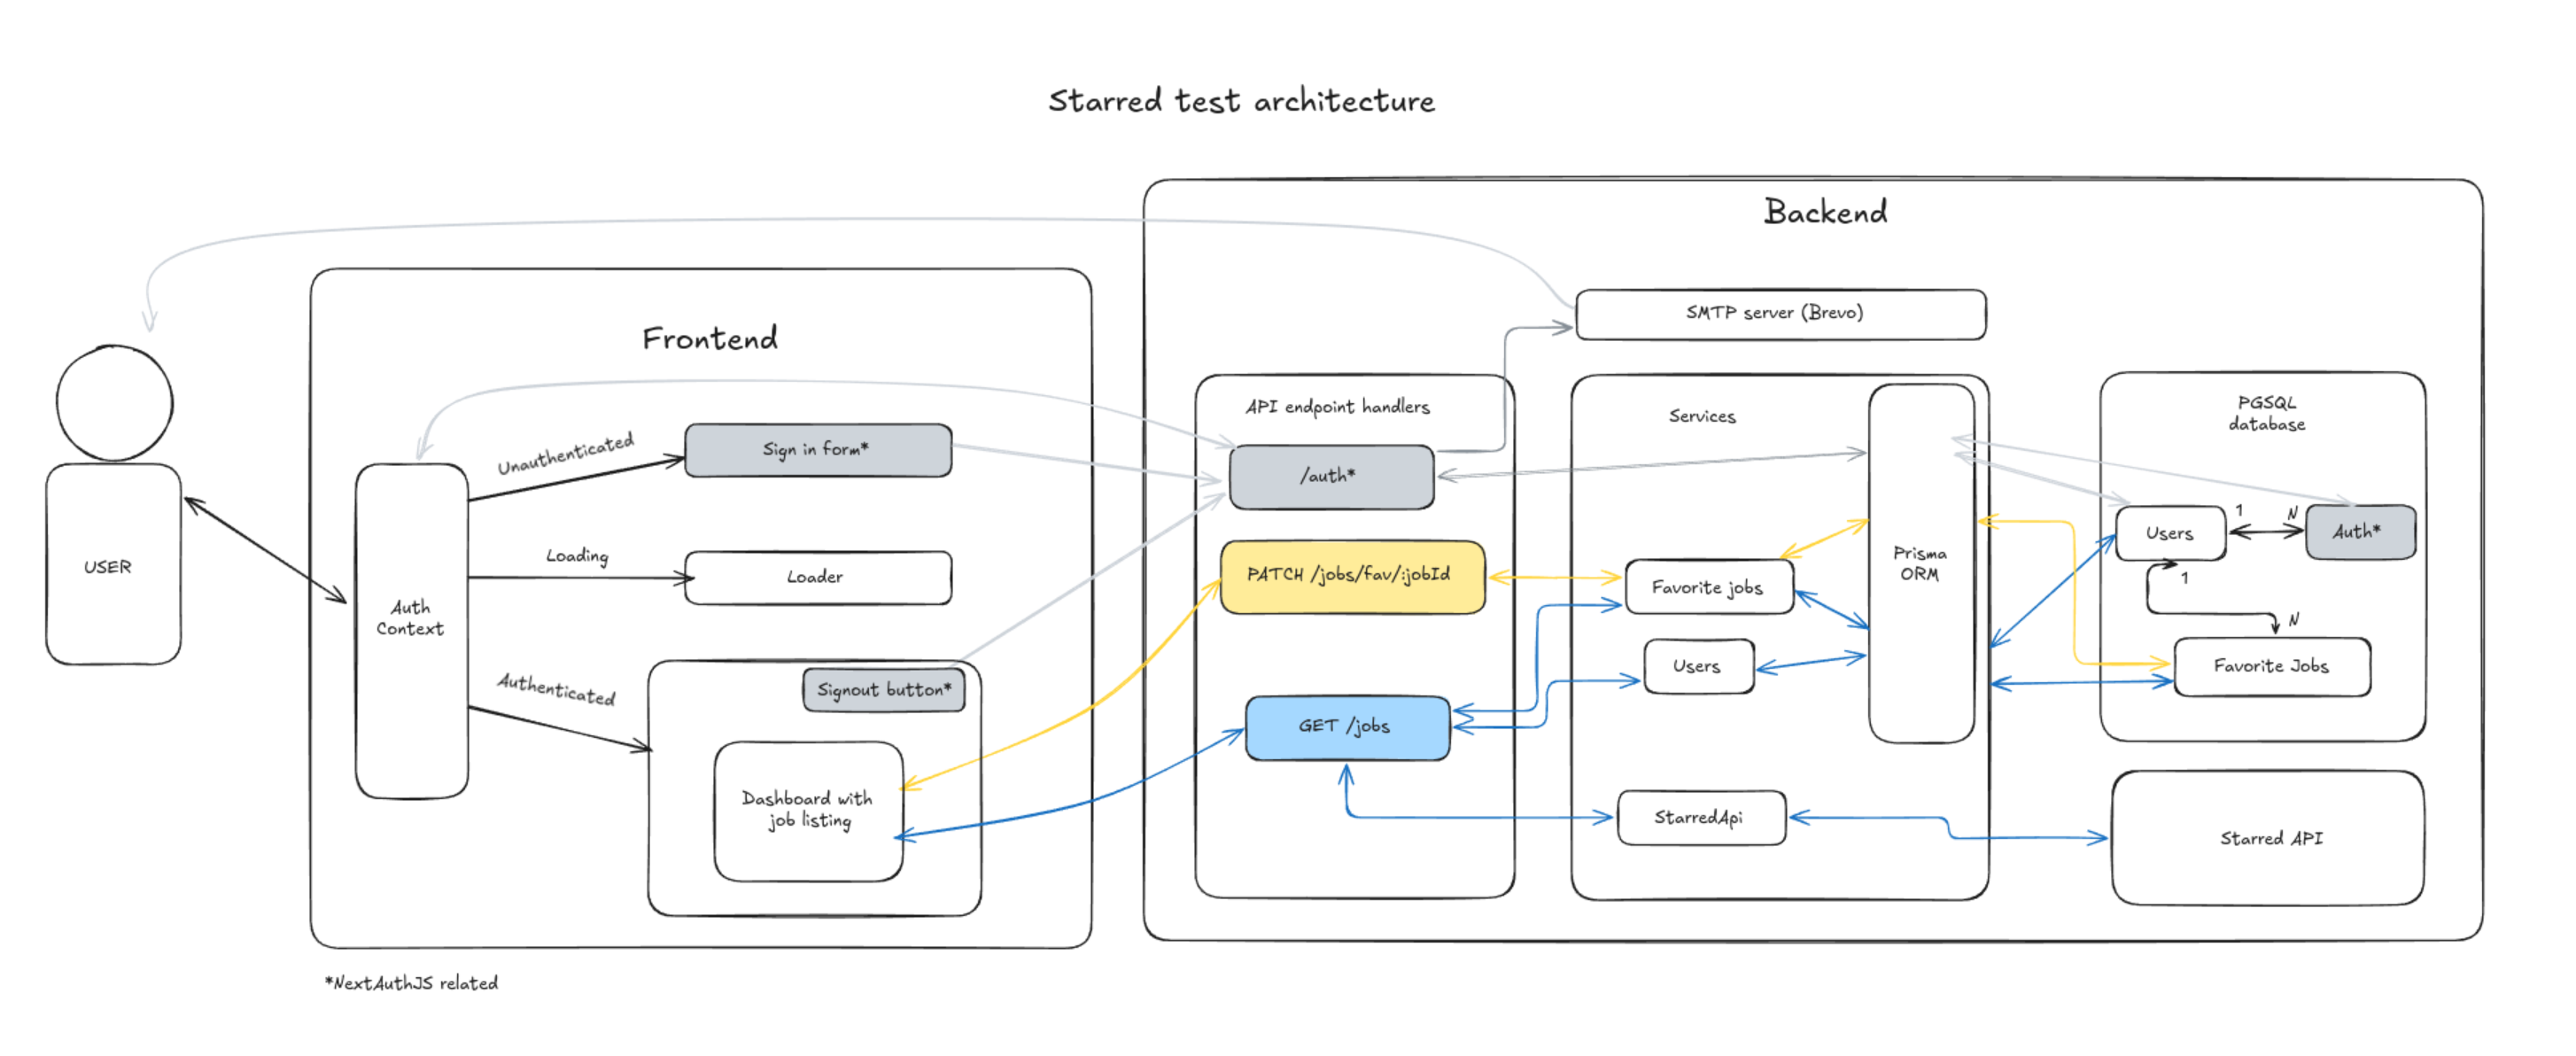 Starred test architecture
Backend
SMTP server (Brevo)
Frontend
API endpoint handlers
Services
PGSQL
database
Unauthenticated
Sign in form*
/auth*
Users
1
N
Auth*
USER
Loading
Loader
PATCH /jobs/fav/:jobId
Favorite jobs
Prisma
ORM
1
N
Auth
Context
Users
Favorite Jobs
Authenticated
Signout button*
GET /jobs
Dashboard with
job listing
StarredApi
Starred API
*NextAuthJS related